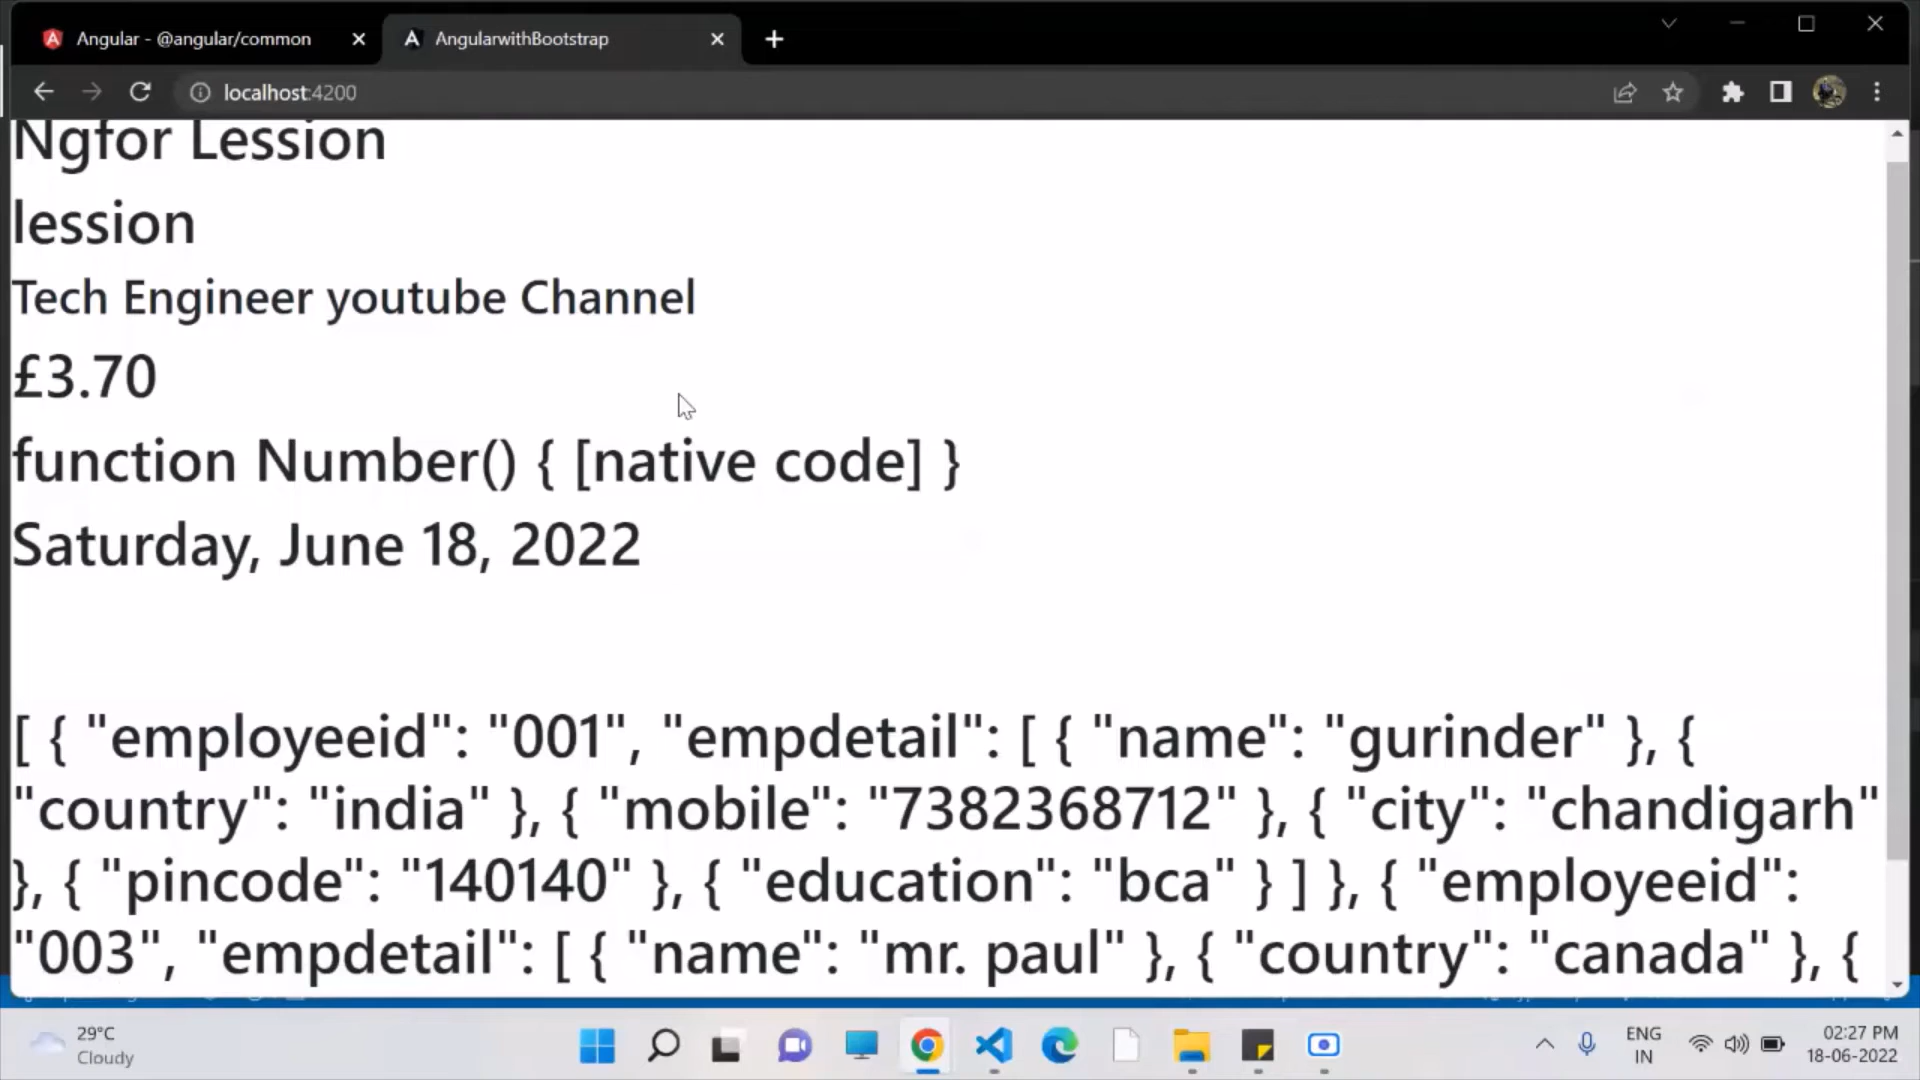 Angular - @angular/common
AngularwithBootstrap
localhost:4200
Ngfor Lession
lession
Tech Engineer youtube Channel
£3.70
function Number() { [native code] }
Saturday, June 18, 2022
[ { "employeeid": "001", "empdetail": [ { "name": "gurinder" }, {
"country": "india" }, { "mobile": "7382368712" }, { "city": "chandigarh"
}, { "pincode": "140140" }, { "education": "bca" } ] }, { "employeeid":
"003", "empdetail": [ { "name": "mr. paul" }, { "country": "canada" }, {
29°C
Cloudy
ENG
IN
02:27 PM
18-06-2022